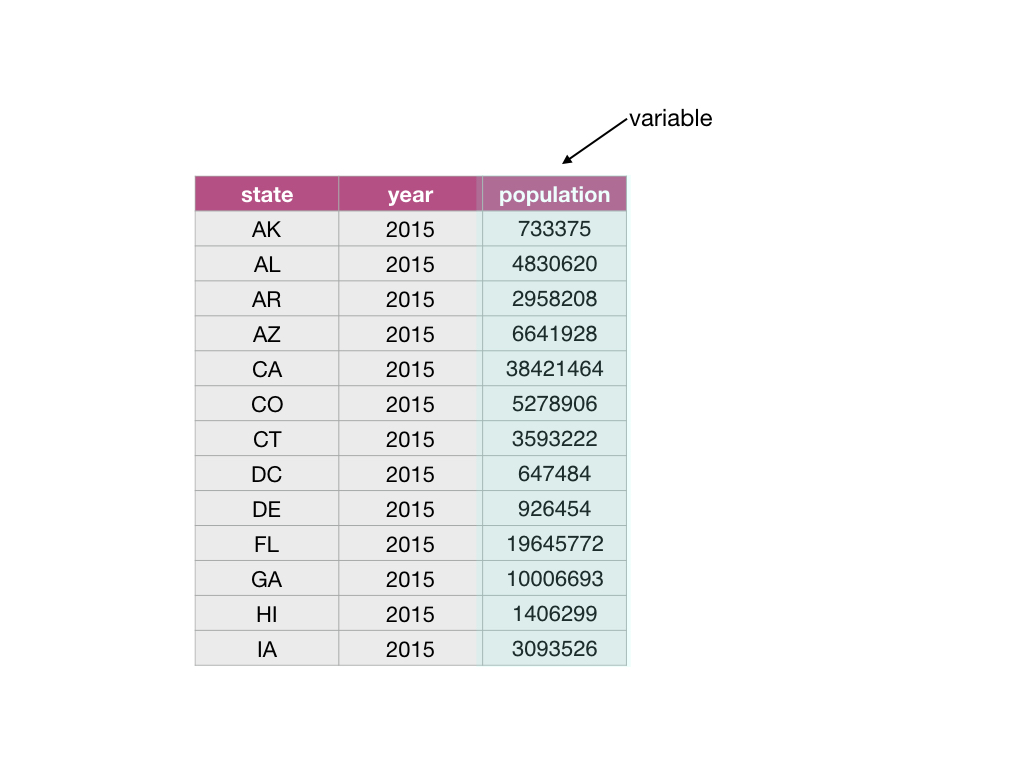 variable
state year population
AK 2015 733375
AL 2015 4830620
AR 2015 2958208
AZ 2015 6641928
CA 2015 38421464
CO 2015 5278906
CT 2015 3593222
DC 2015 647484
DE 2015 926454
FL 2015 19645772
GA 2015 10006693
HI 2015 1406299
IA 2015 3093526